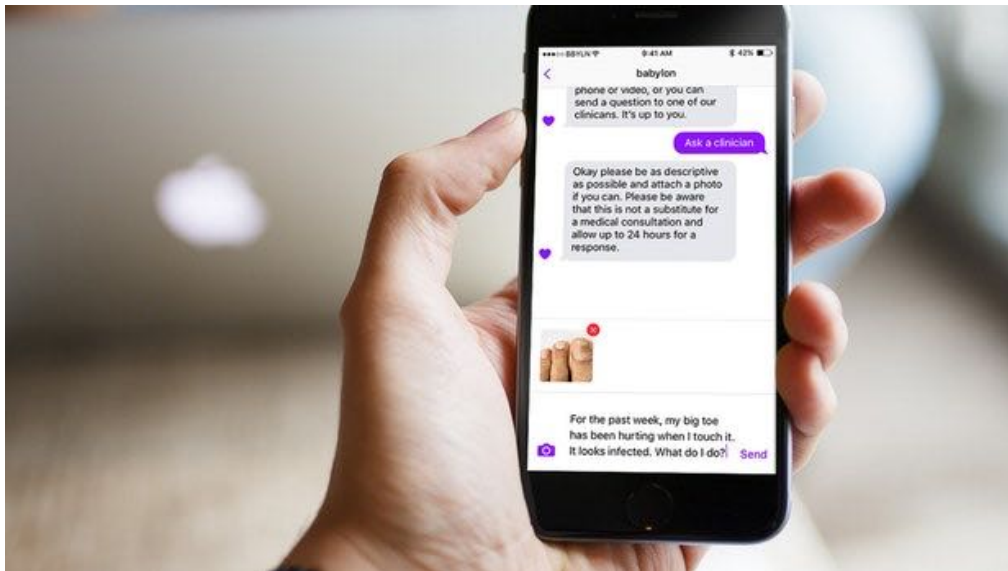 BBYLN 9:41 AM 42%
babylon
phone or video, or you can
send a question to one of our
clinicans. It's up to you.
Ask a clinician
Okay please be as descriptive
as possible and attach a photo
if you can. Please be aware
that this is not a substitute for
a medical consultation and
allow up to 24 hours for a
response.
For the past week, my big toe
has been hurting when I touch it.
It looks infected. What do I do?
Send